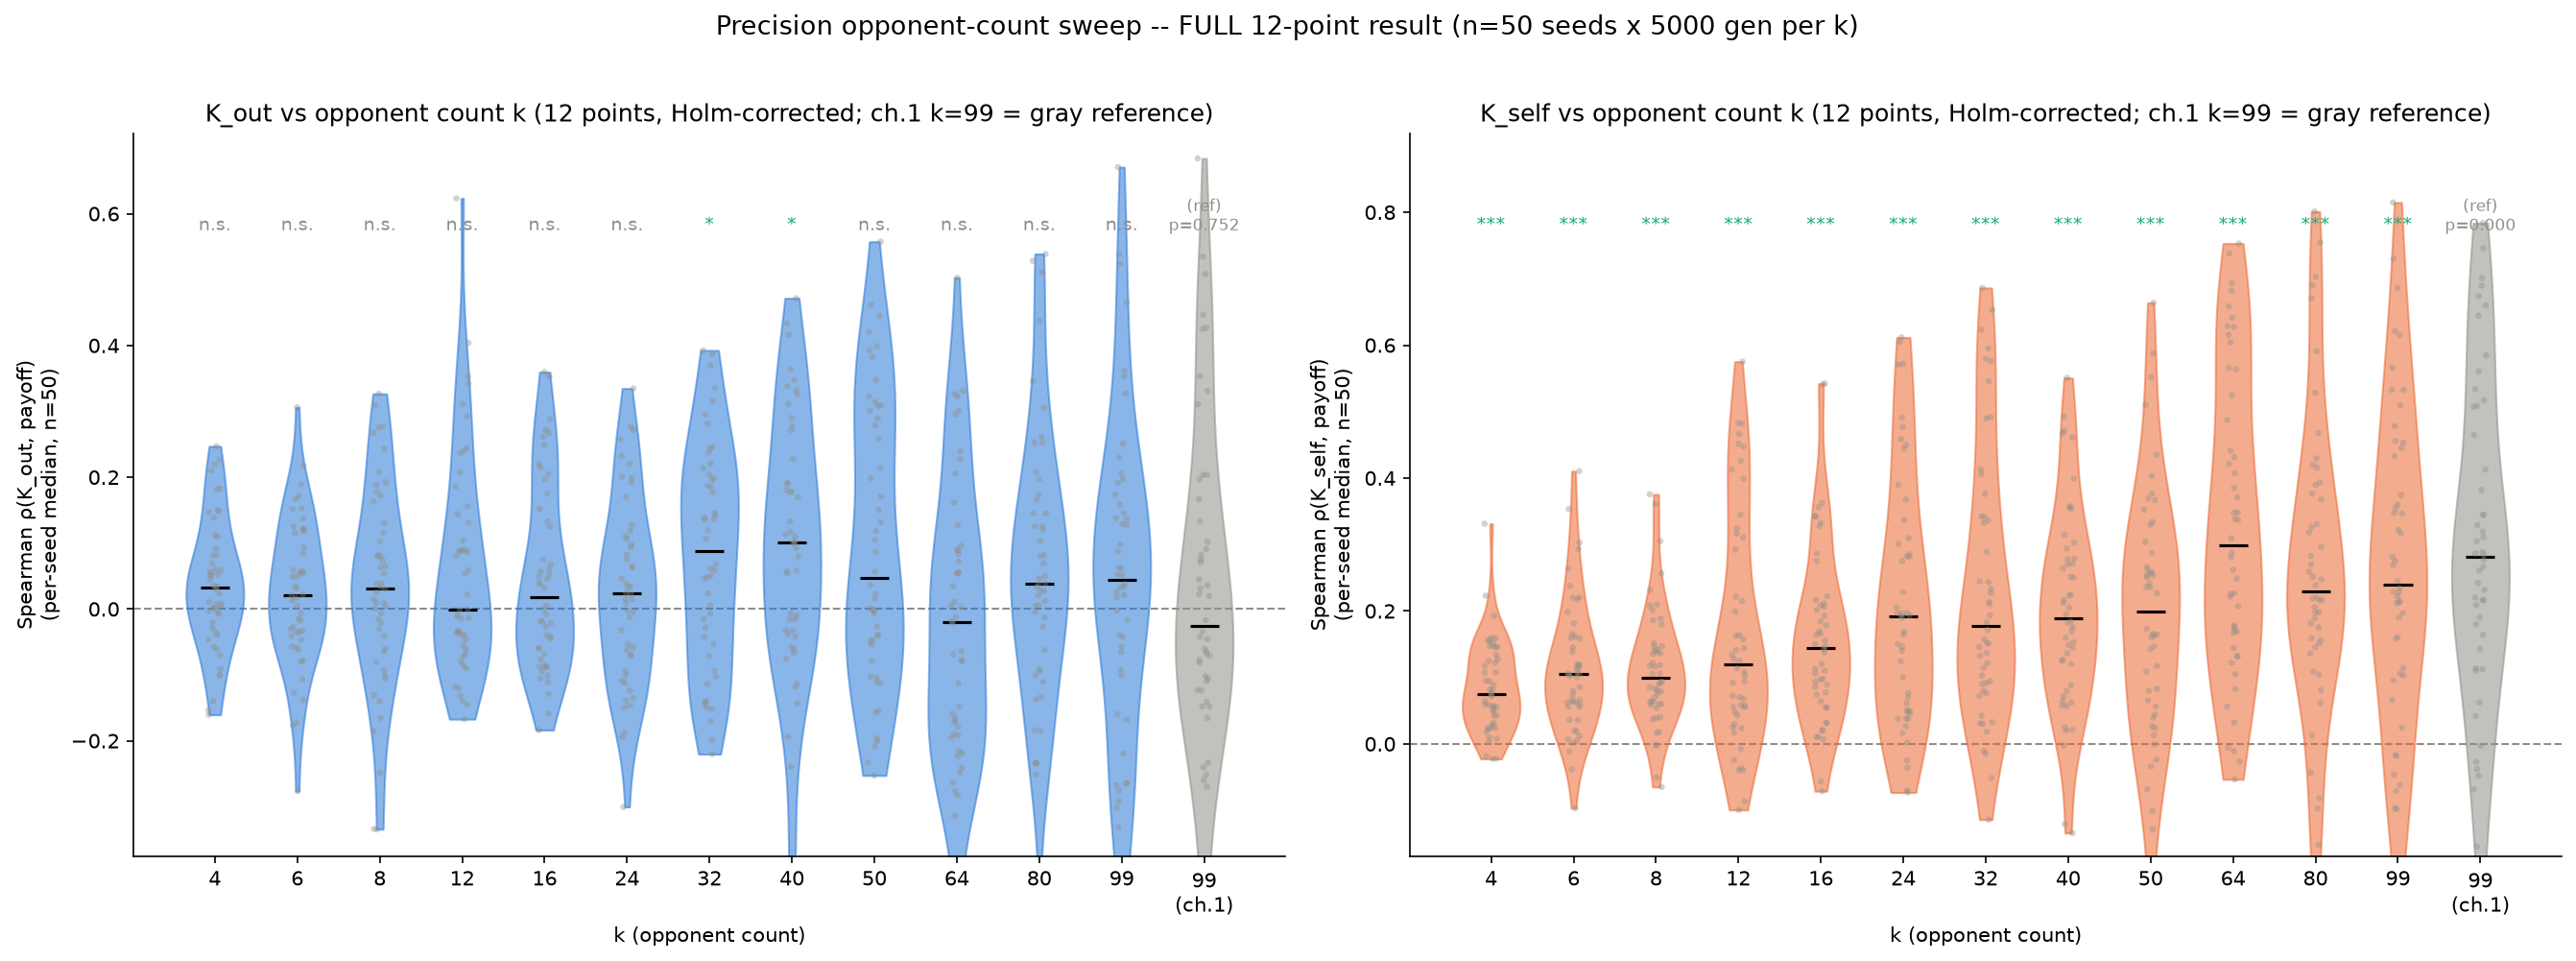 Precision opponent-count sweep -- FULL 12-point result (n=50 seeds x 5000 gen per k)
K_out vs opponent count k (12 points, Holm-corrected; ch.1 k=99 = gray reference)
Spearman ρ(K_out, payoff)
(per-seed median, n=50)
0.6
0.4
0.2
0.0
−0.2
n.s.
n.s.
n.s.
n.s.
n.s.
n.s.
*
*
n.s.
n.s.
n.s.
n.s.
(ref)
p=0.752
4
6
8
12
16
24
32
40
50
64
80
99
99
(ch.1)
k (opponent count)
K_self vs opponent count k (12 points, Holm-corrected; ch.1 k=99 = gray reference)
Spearman ρ(K_self, payoff)
(per-seed median, n=50)
0.8
0.6
0.4
0.2
0.0
***
***
***
***
***
***
***
***
***
***
***
***
(ref)
p=0.000
4
6
8
12
16
24
32
40
50
64
80
99
99
(ch.1)
k (opponent count)